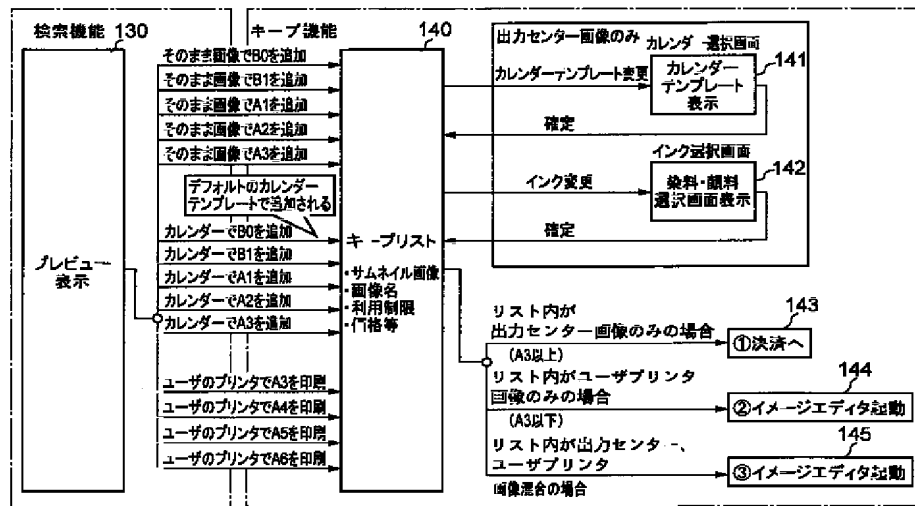 検索機能
130
プレビュー
表示
キープ機能
140
そのまま画像でB0を追加
そのまま画像でB1を追加
そのまま画像でA1を追加
そのまま画像でA2を追加
そのまま画像でA3を追加
デフォルトのカレンダー
テンプレートで追加される
カレンダーでB0を追加
カレンダーでB1を追加
カレンダーでA1を追加
カレンダーでA2を追加
カレンダーでA3を追加
ユーザのプリンタでA3を印刷
ユーザのプリンタでA4を印刷
ユーザのプリンタでA5を印刷
ユーザのプリンタでA6を印刷
キープリスト
・サムネイル画像
・画像名
・利用制限
・価格等
出力センター画像のみ
カレンダー選択画面
141
カレンダーテンプレート変更
カレンダー
テンプレート
表示
確定
インク選択画面
142
インク変更
染料・顔料
選択画面表示
確定
リスト内が
出力センター画像のみの場合
(A3以上)
143
①決済へ
リスト内がユーザプリンタ
画像のみの場合
(A3以下)
144
②イメージエディタ起動
リスト内が出力センター、
ユーザプリンタ
画像混合の場合
145
③イメージエディタ起動